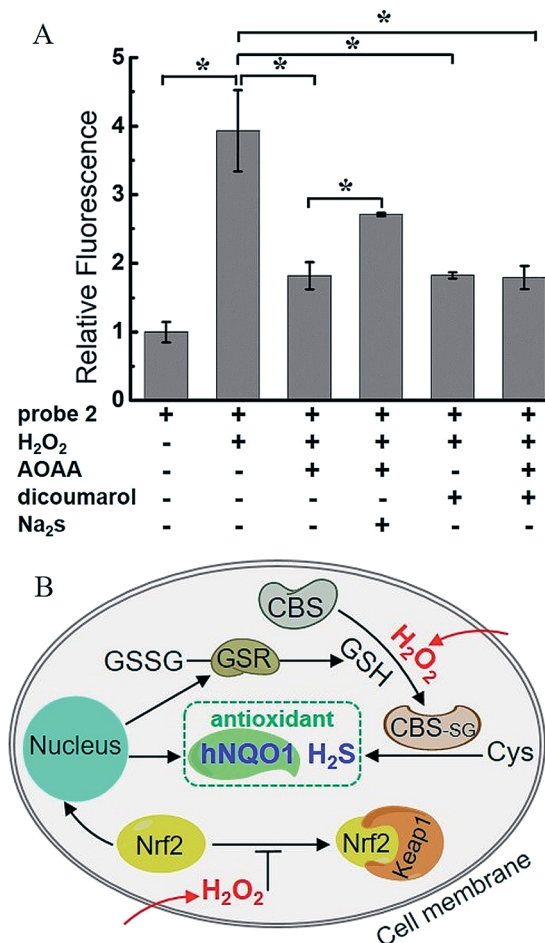 A
*
*
* *
*
Relative Fluorescence
5
4
3
2
1
0
probe 2 + + + + + +
H₂O₂ - + + + + +
AOAA - - + + - +
dicoumarol - - - - + +
Na₂s - - - + - -
B
CBS
GSSG GSR GSH H₂O₂
CBS-SG
antioxidant
Nucleus hNQO1 H₂S Cys
Nrf2 Nrf2 Keap1
H₂O₂
Cell membrane